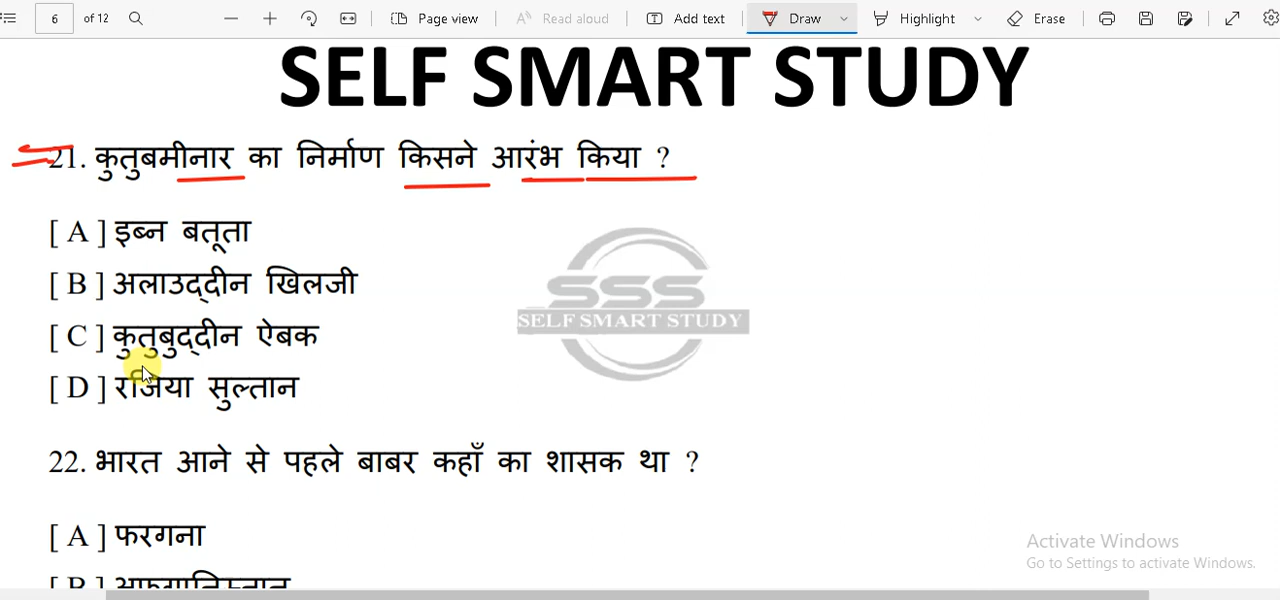 6 of 12 Page view Read aloud Add text Draw Highlight Erase
SELF SMART STUDY
21. कुतुबमीनार का निर्माण किसने आरंभ किया ?
[ A ] इब्न बतूता
[ B ] अलाउद्दीन खिलजी
SSS
SELF SMART STUDY
[ C ] कुतुबुद्दीन ऐबक
[ D ] रजिया सुल्तान
22. भारत आने से पहले बाबर कहाँ का शासक था ?
[ A ] फरगना
Activate Windows
Go to Settings to activate Windows.
[ B ] अफगानिस्तान